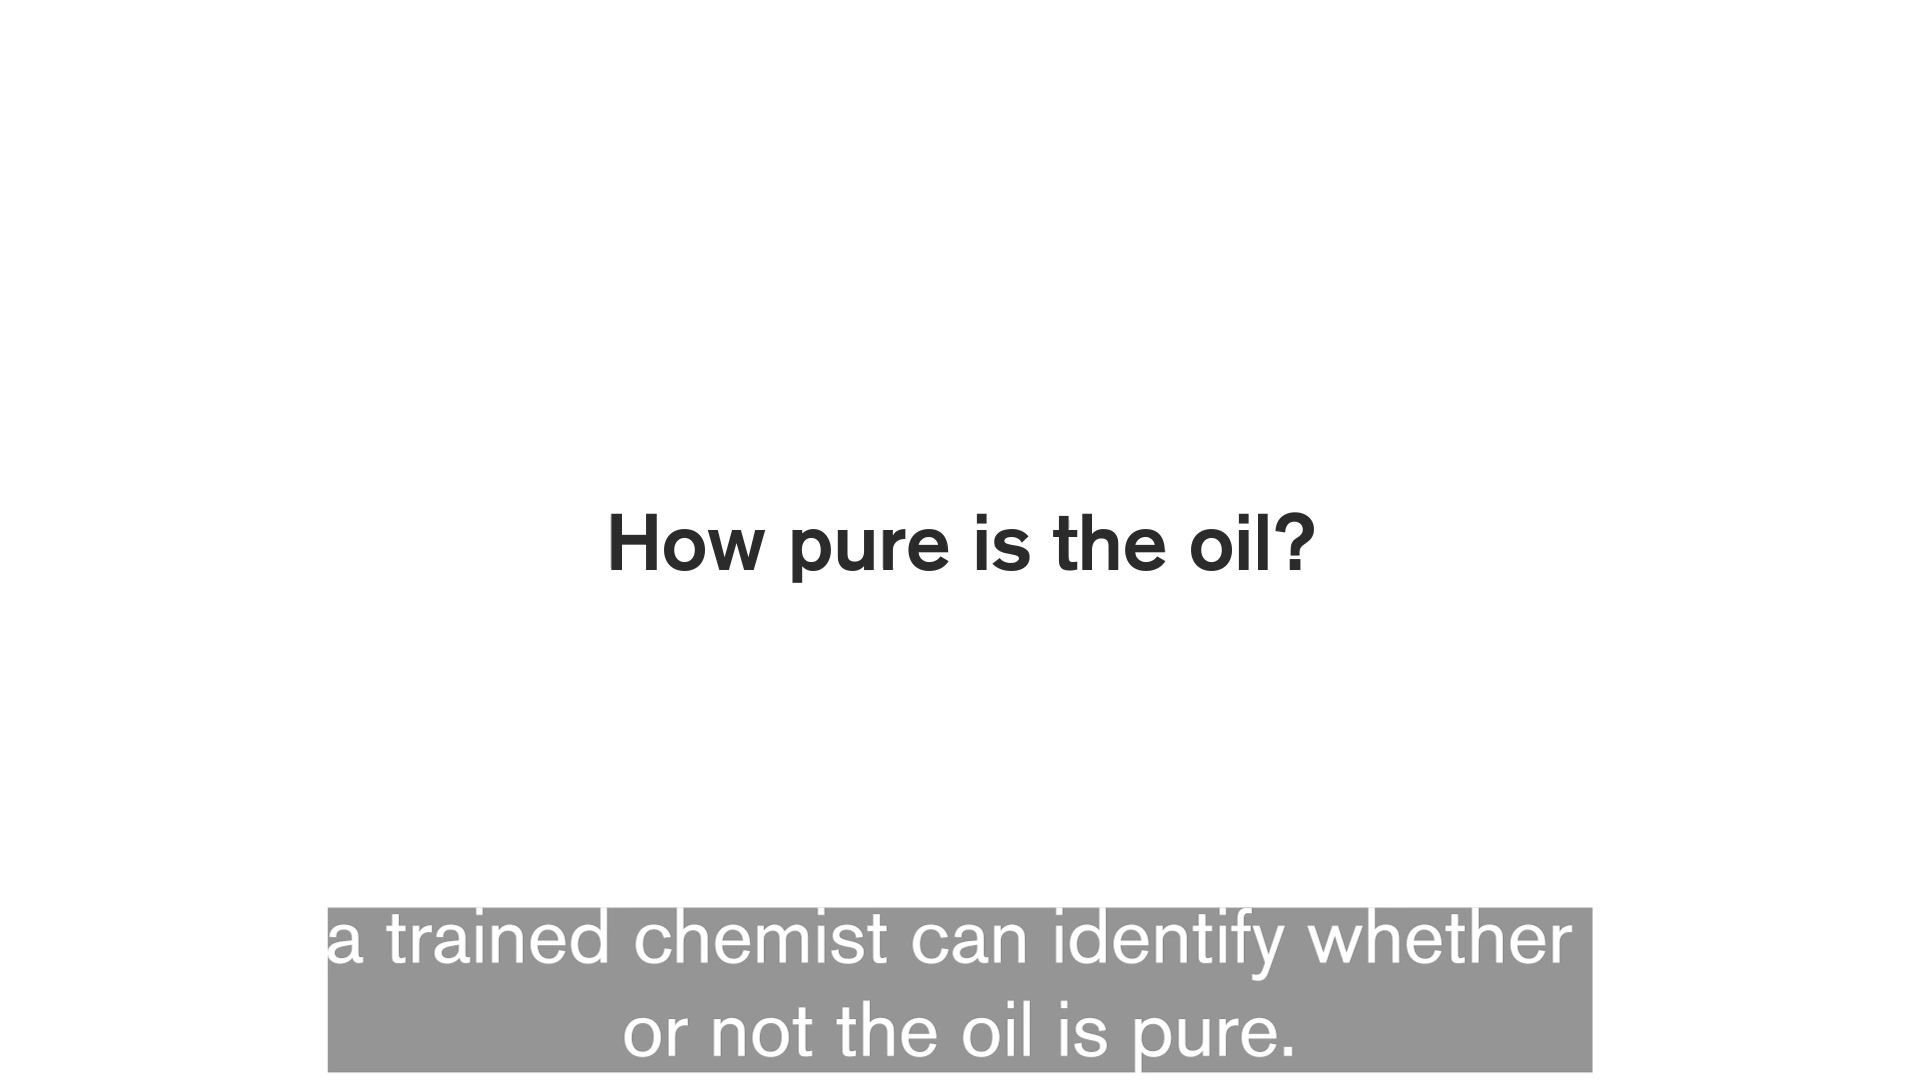 How pure is the oil?
a trained chemist can identify whether
or not the oil is pure.